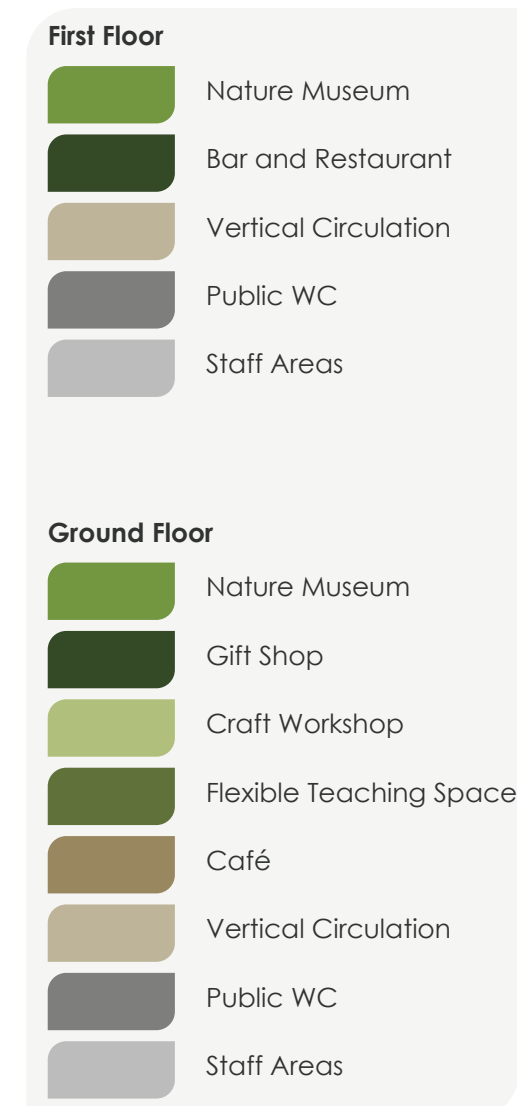 First Floor
Nature Museum
Bar and Restaurant
Vertical Circulation
Public WC
Staff Areas
Ground Floor
Nature Museum
Gift Shop
Craft Workshop
Flexible Teaching Space
Café
Vertical Circulation
Public WC
Staff Areas